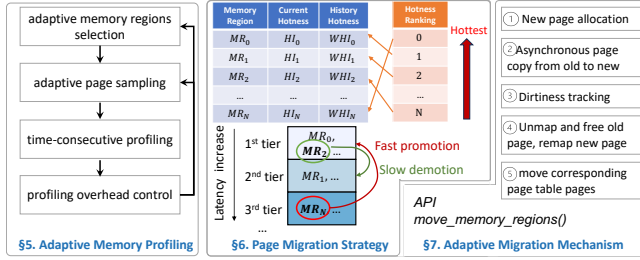 adaptive memory regions
selection
adaptive page sampling
time-consecutive profiling
profiling overhead control
§5. Adaptive Memory Profiling
Memory Region Current Hotness History Hotness Hotness Ranking
MR₀ HI₀ WHI₀ 0
MR₁ HI₁ WHI₁ 1
MR₂ HI₂ WHI₂ 2
... ... ... ...
MR_N HI_N WHI_N N
Hottest
Latency increase
1st tier
MR₀,
MR₂, ...
2nd tier
MR₁, ...
3rd tier
MR_N, ...
...
Fast promotion
Slow demotion
§6. Page Migration Strategy
① New page allocation
② Asynchronous page
copy from old to new
③ Dirtiness tracking
④ Unmap and free old
page, remap new page
⑤ move corresponding
page table pages
API
move_memory_regions()
§7. Adaptive Migration Mechanism